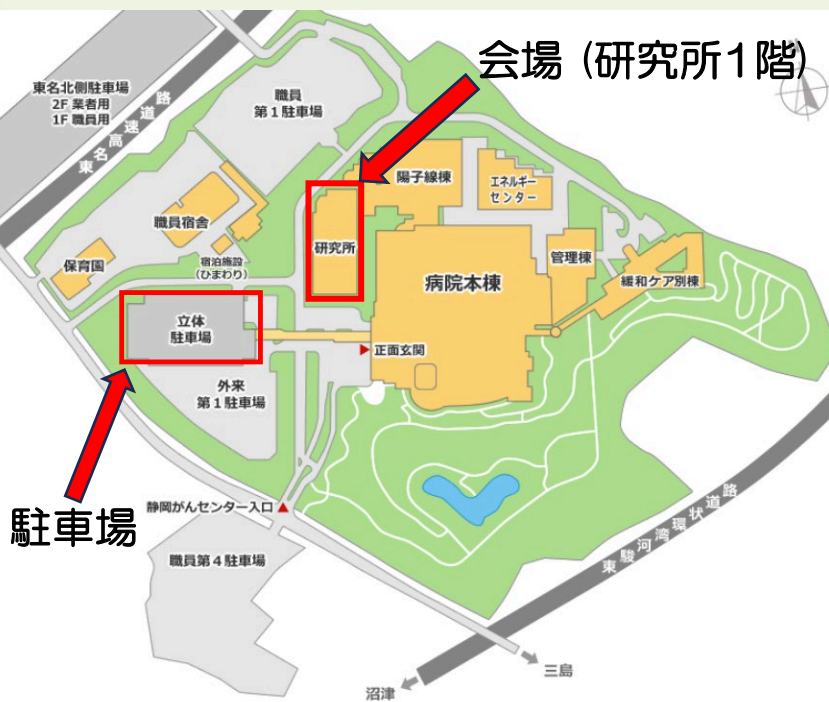 会場（研究所1階）
東名北側駐車場
2F 業者用
1F 職員用
東名高速道路
職員
第１駐車場
陽子線棟
エネルギー
センター
職員宿舎
研究所
管理棟
保育園
宿泊施設
（ひまわり）
病院本棟
緩和ケア別棟
立体
駐車場
正面玄関
外来
第１駐車場
静岡がんセンター入口
駐車場
職員第４駐車場
東駿河湾環状道路
三島
沼津